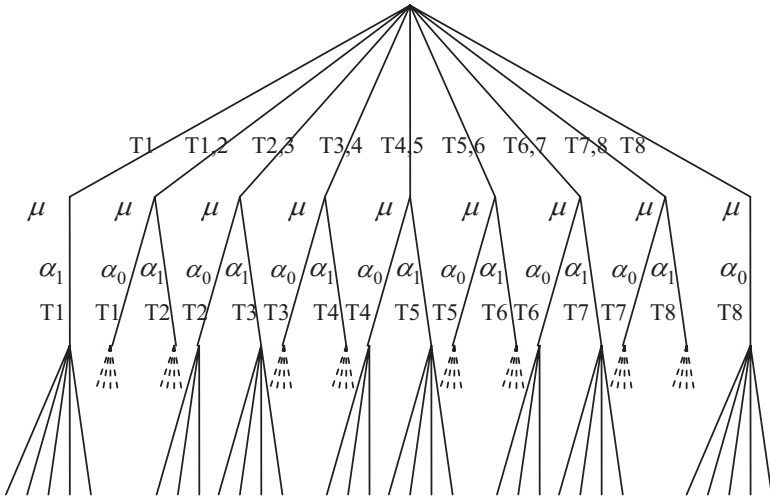 T1 T1,2 T2,3 T3,4 T4,5 T5,6 T6,7 T7,8 T8
μ μ μ μ μ μ μ μ μ
α₁ α₀ α₁ α₀ α₁ α₀ α₁ α₀ α₁ α₀ α₁ α₀ α₁ α₀ α₁ α₀
T1 T1 T2 T2 T3 T3 T4 T4 T5 T5 T6 T6 T7 T7 T8 T8